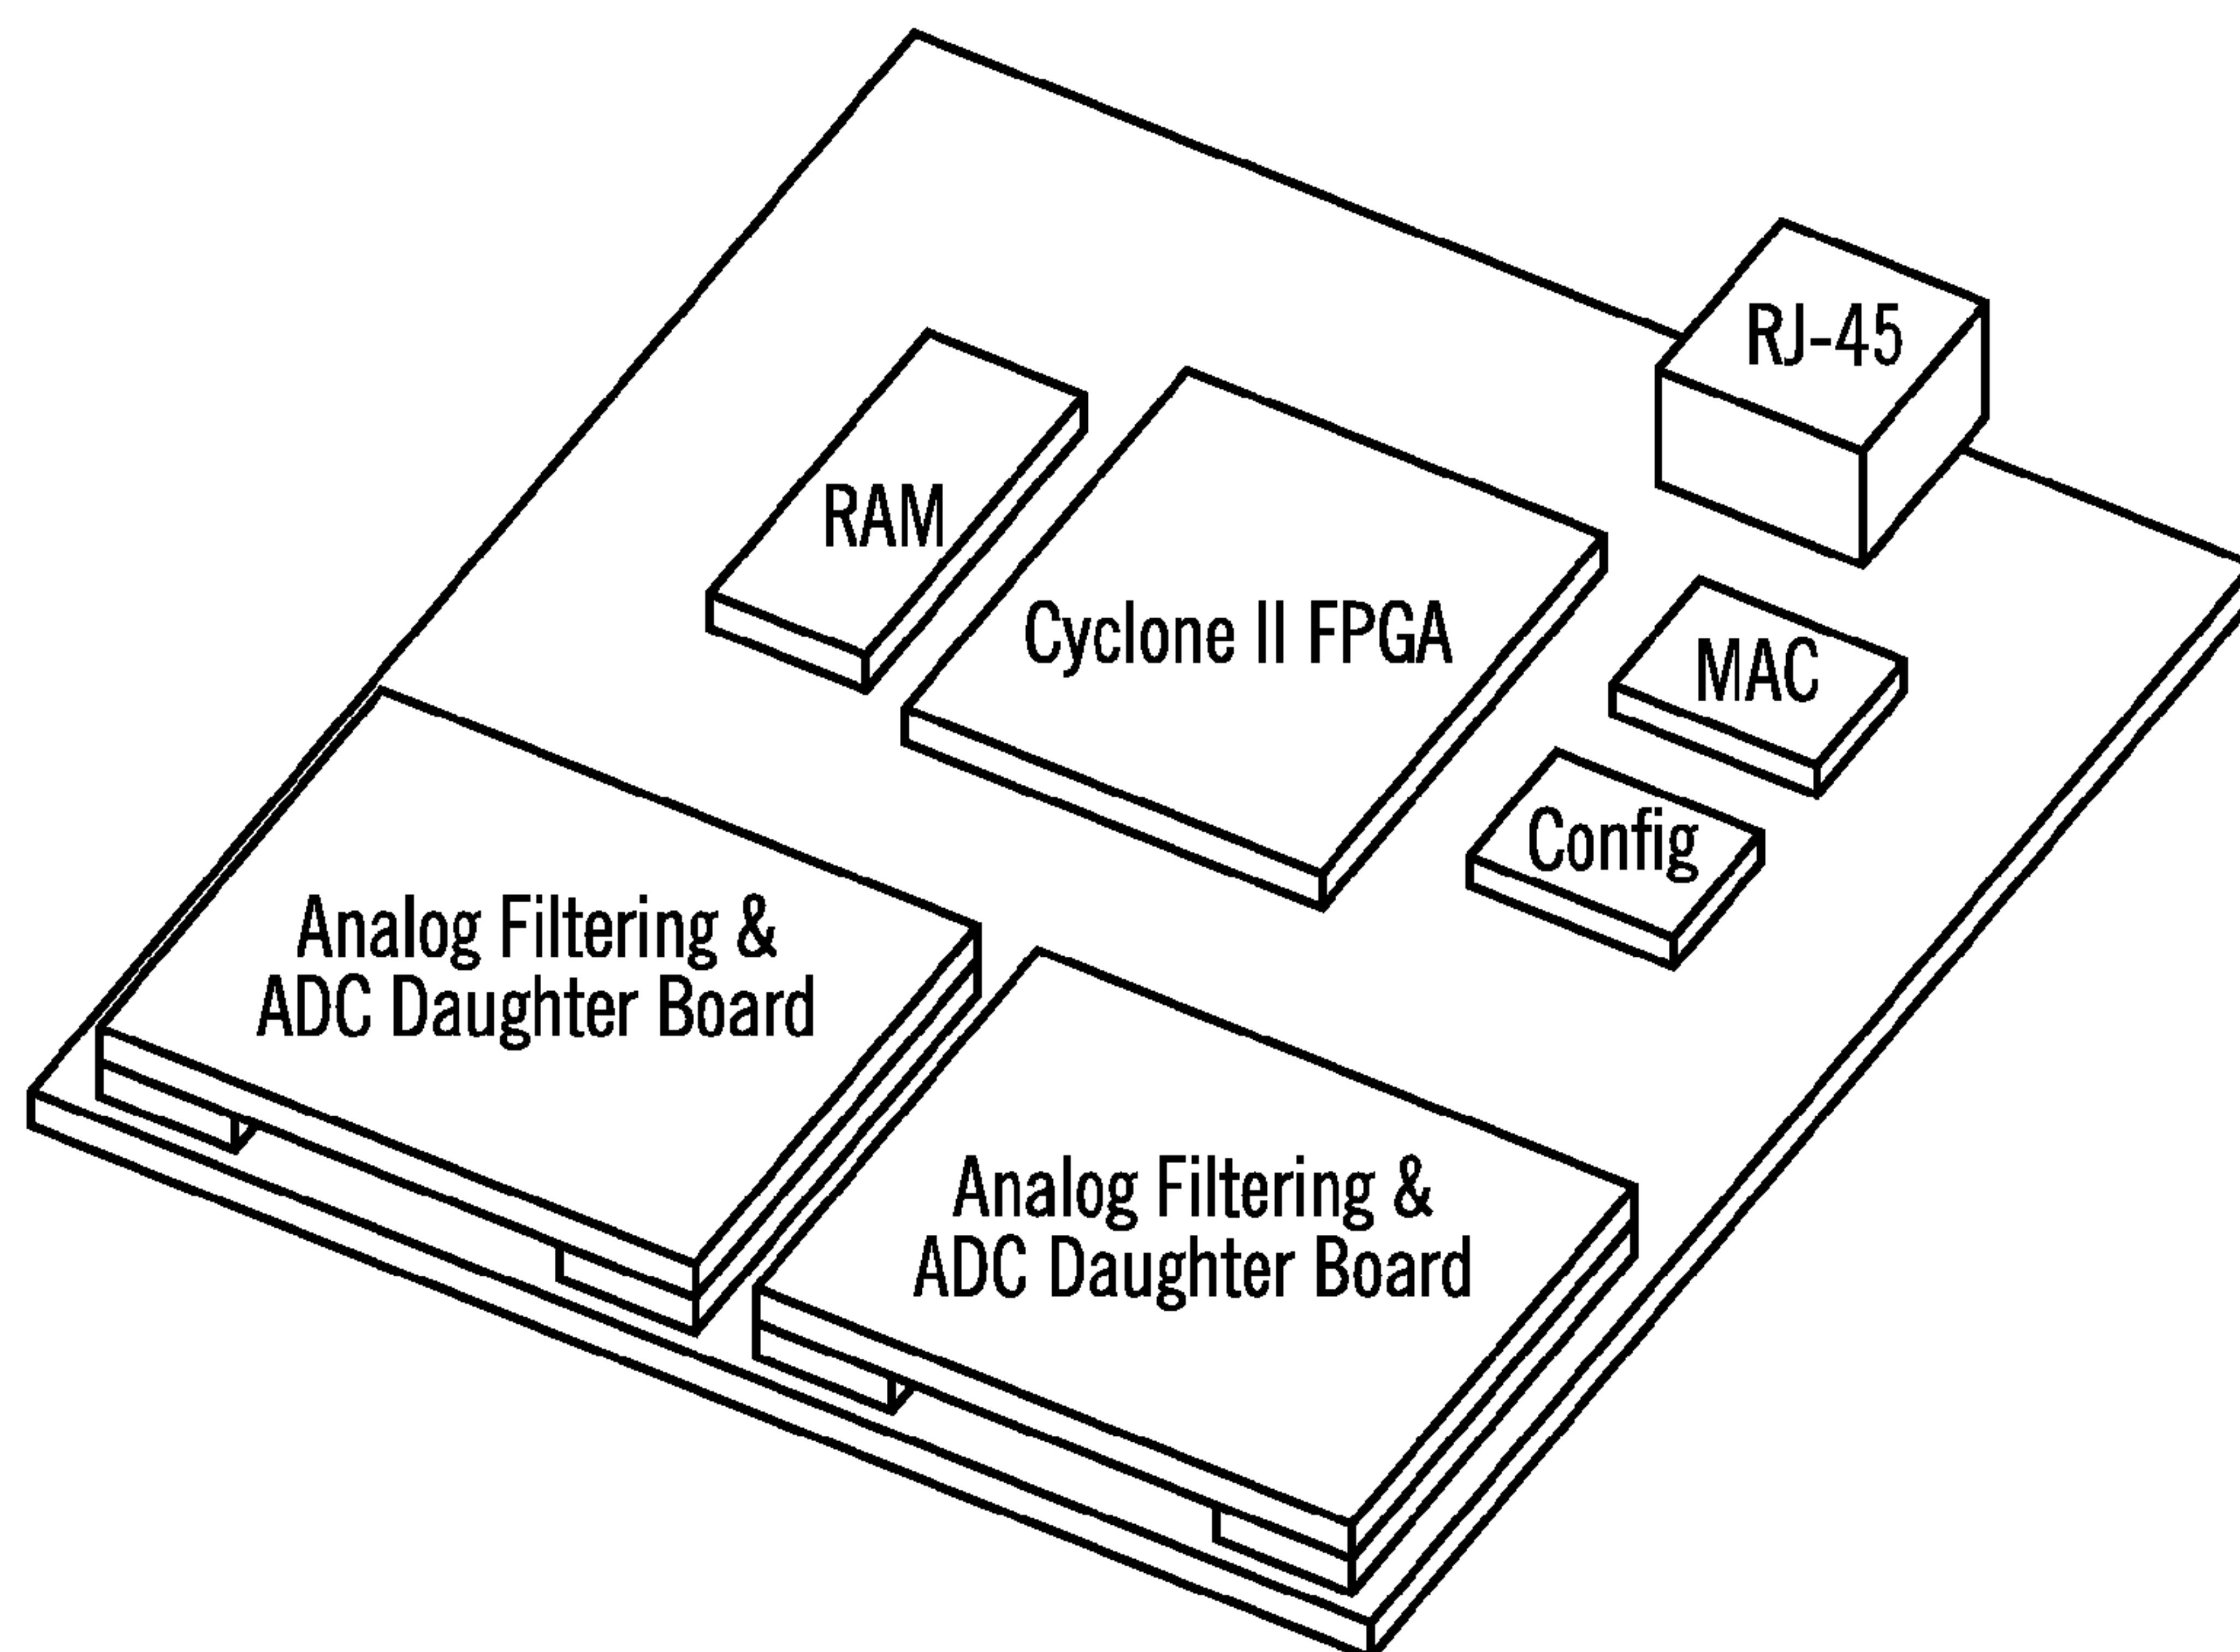 RJ-45
RAM
Cyclone II FPGA
MAC
Config
Analog Filtering &
ADC Daughter Board
Analog Filtering &
ADC Daughter Board